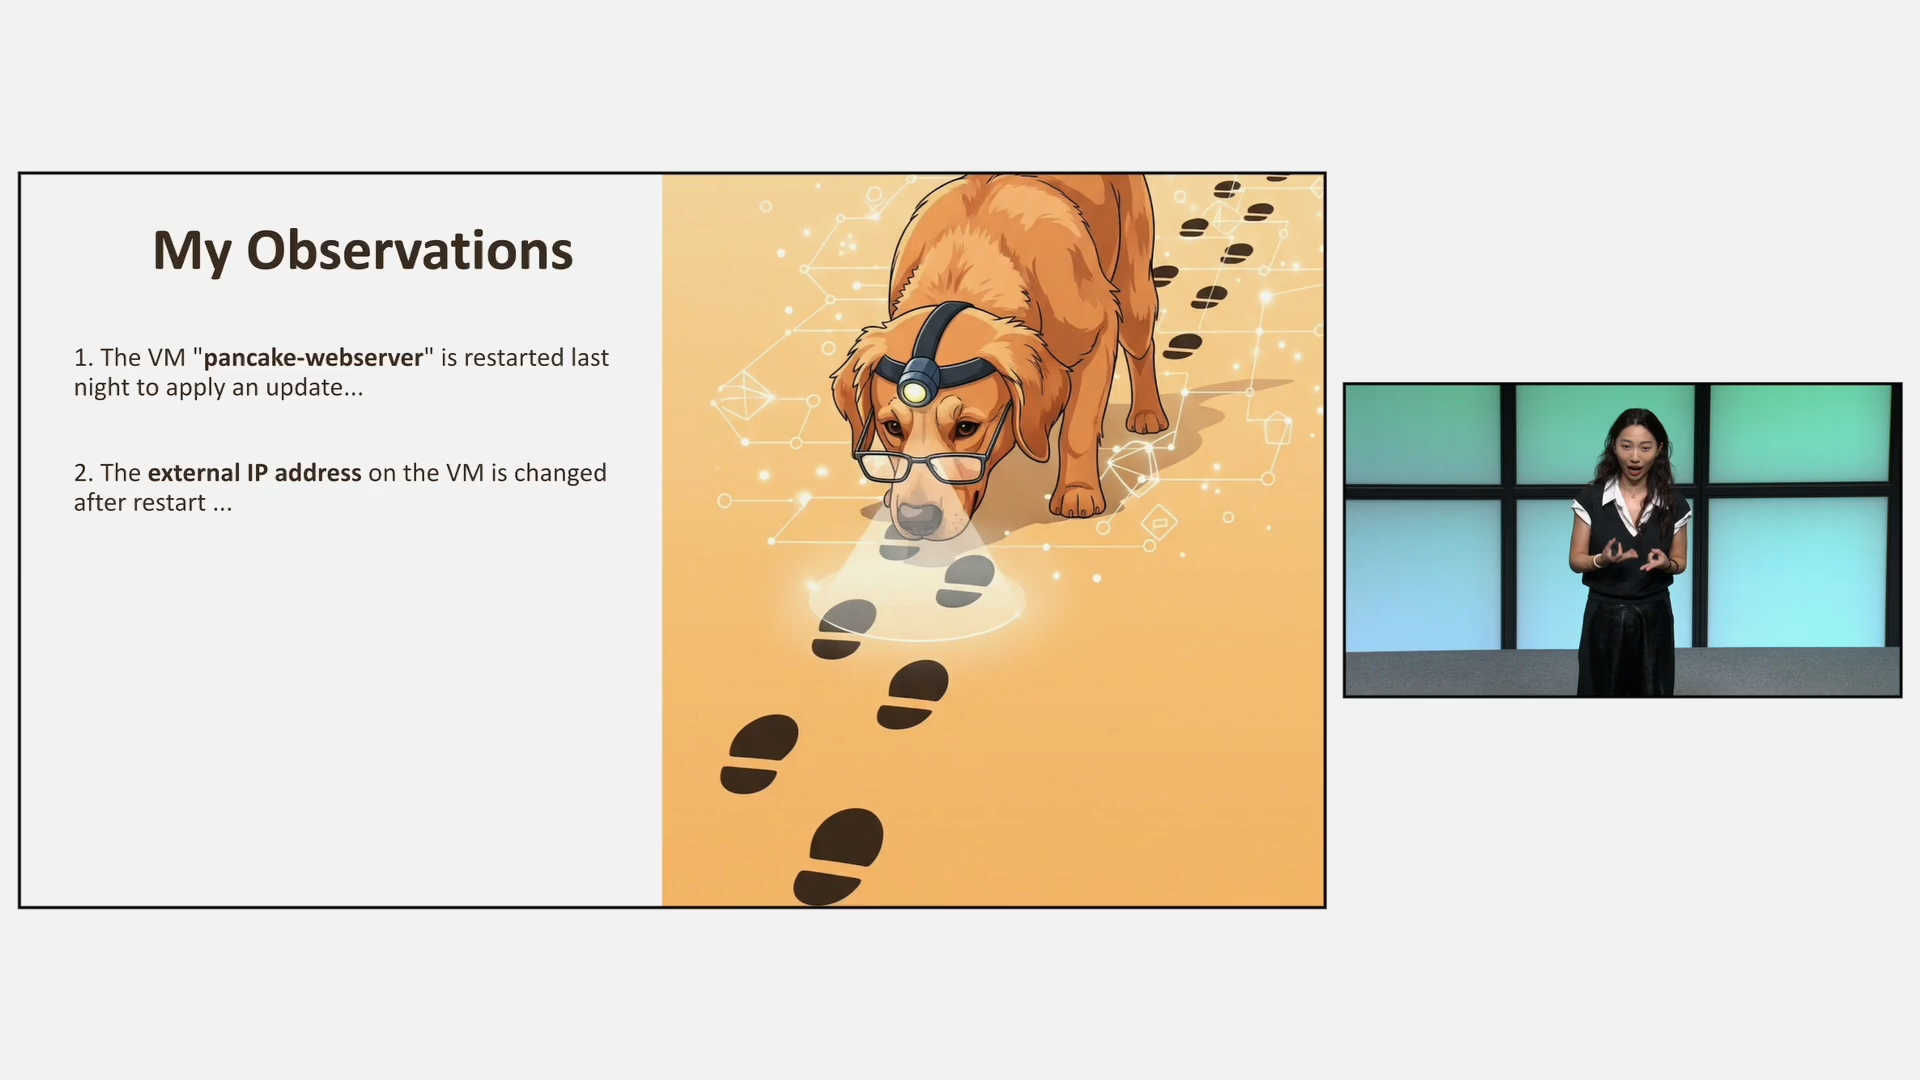 My Observations
1. The VM "pancake-webserver" is restarted last
night to apply an update...
2. The external IP address on the VM is changed
after restart ...